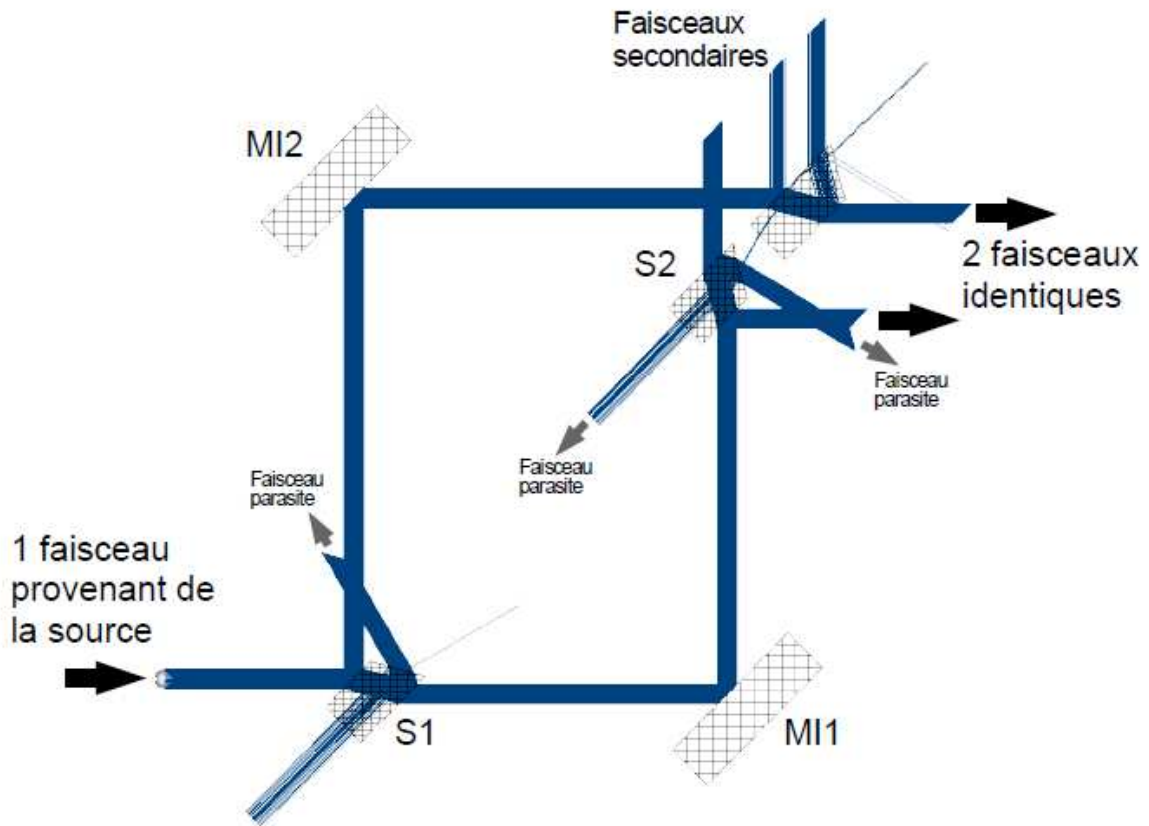 Faisceaux
secondaires
MI2
S2
2 faisceaux
identiques
Faisceau
parasite
Faisceau
parasite
Faisceau
parasite
1 faisceau
provenant de
la source
S1
MI1